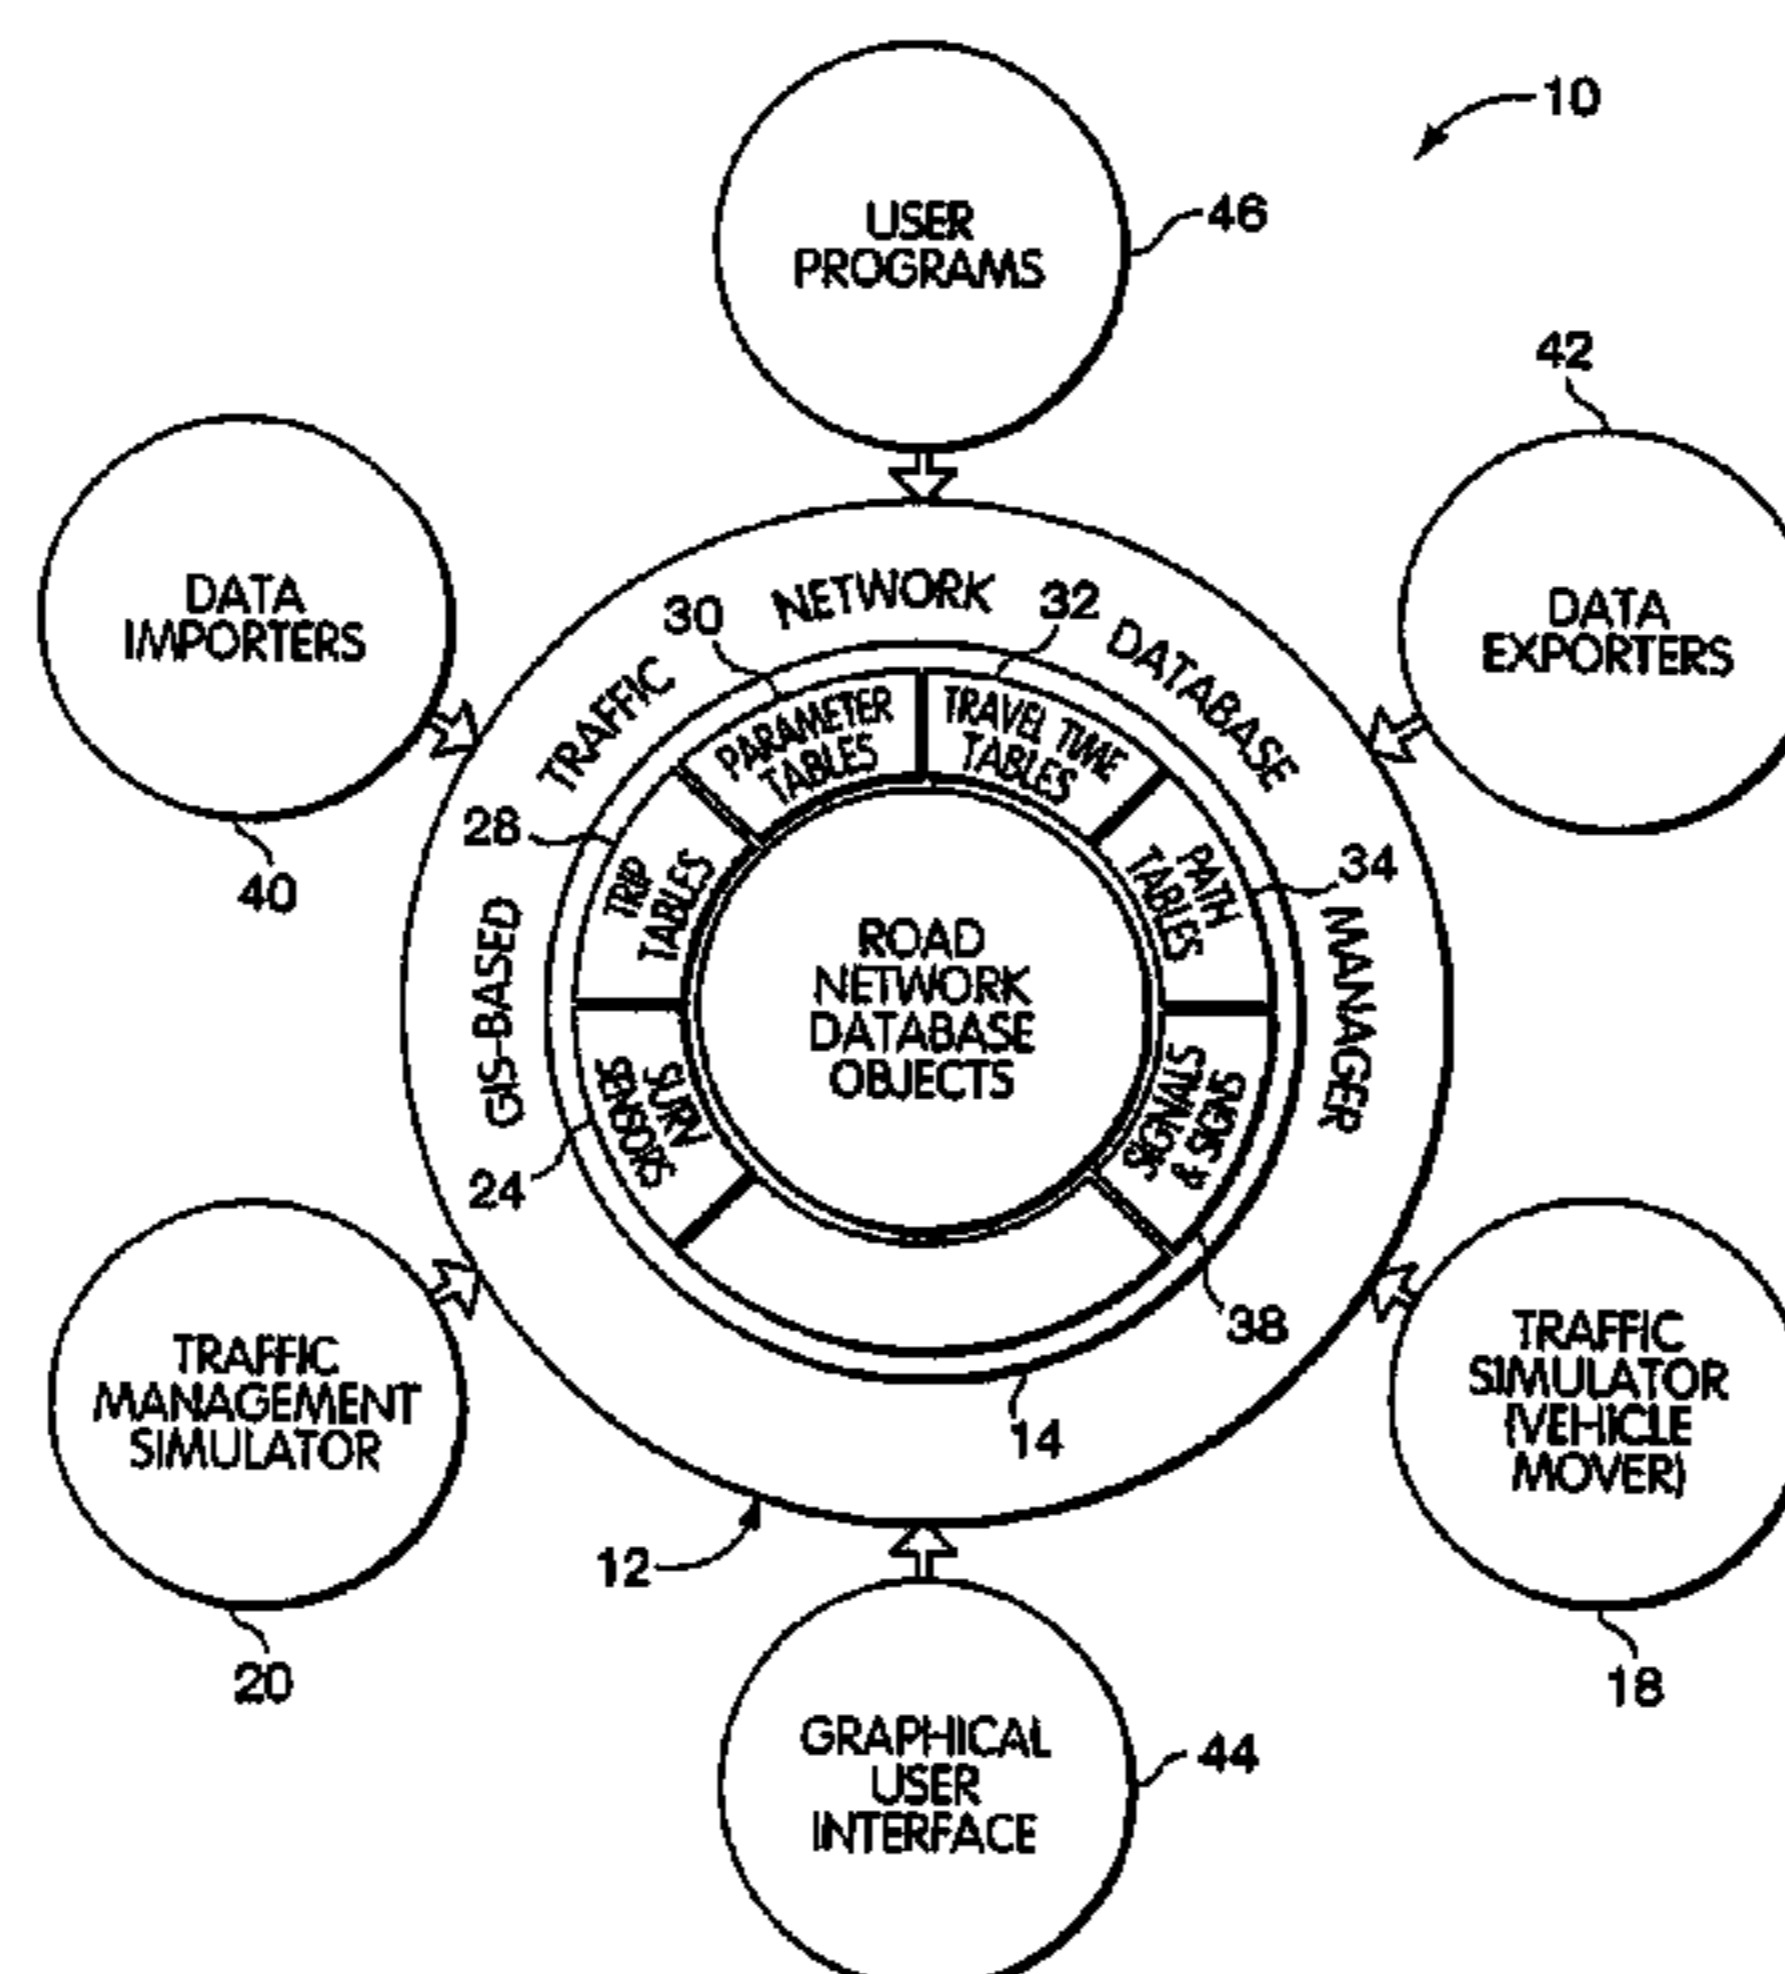 10
USER
PROGRAMS
46
42
DATA
IMPORTERS
40
DATA
EXPORTERS
GIS-BASED TRAFFIC NETWORK DATABASE MANAGER
30
32
28
34
PARAMETER
TABLES
TRAVEL TIME
TABLES
TRIP
TABLES
PATH
TABLES
ROAD
NETWORK
DATABASE
OBJECTS
SURV
SENSORS
SIGNALS
& SIGNS
24
38
14
12
TRAFFIC
MANAGEMENT
SIMULATOR
20
TRAFFIC
SIMULATOR
(VEHICLE
MOVER)
18
GRAPHICAL
USER
INTERFACE
44